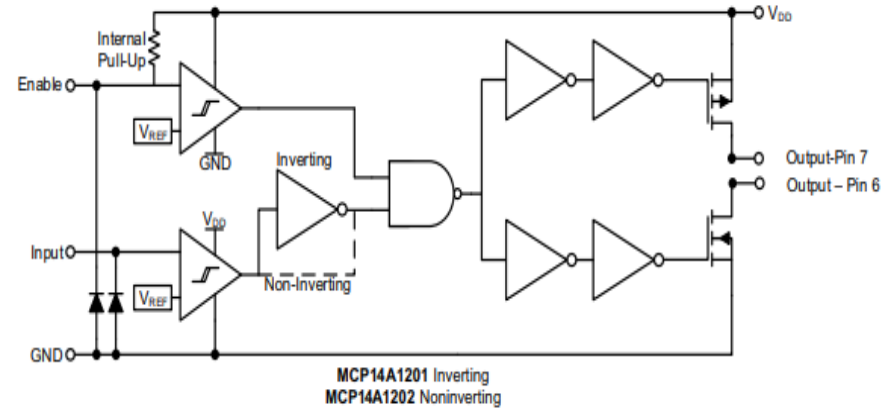 V_DD
Internal
Pull-Up
Enable
V_REF
GND
Inverting
Output-Pin 7
Output – Pin 6
V_DD
Input
Non-Inverting
V_REF
GND
MCP14A1201 Inverting
MCP14A1202 Noninverting